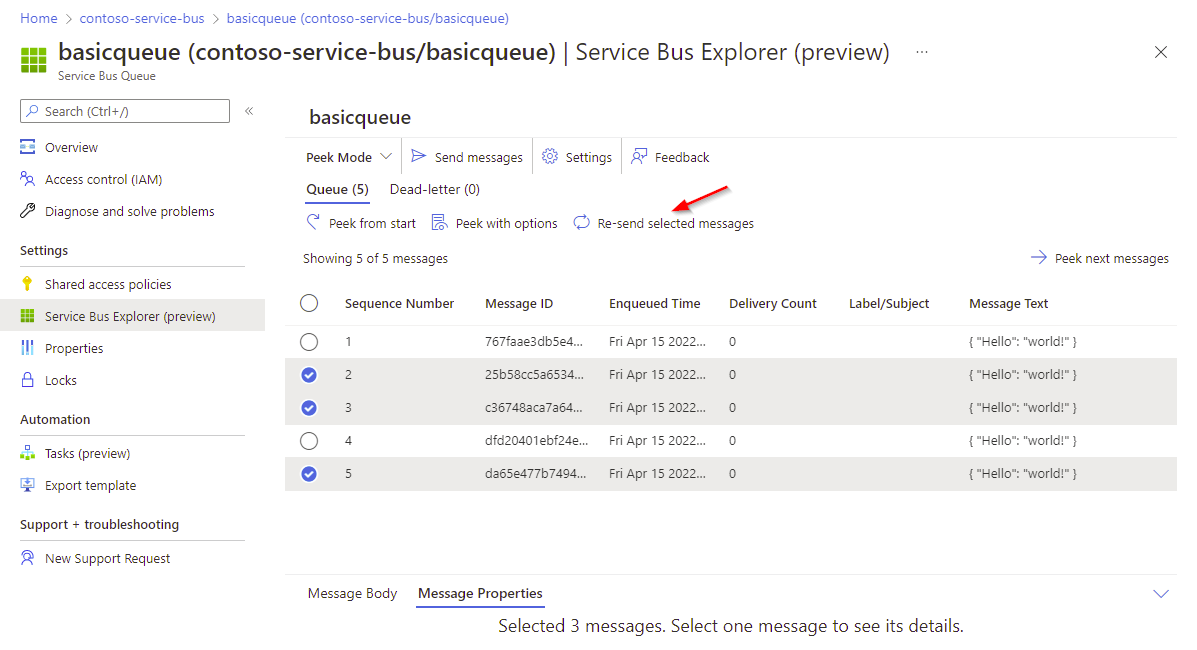 Home > contoso-service-bus > basicqueue (contoso-service-bus/basicqueue)
basicqueue (contoso-service-bus/basicqueue) | Service Bus Explorer (preview) ...
Service Bus Queue
Search (Ctrl+/) «
Overview
Access control (IAM)
Diagnose and solve problems
Settings
Shared access policies
Service Bus Explorer (preview)
Properties
Locks
Automation
Tasks (preview)
Export template
Support + troubleshooting
New Support Request
basicqueue
Peek Mode Send messages Settings Feedback
Queue (5) Dead-letter (0)
Peek from start Peek with options Re-send selected messages
Showing 5 of 5 messages Peek next messages
Sequence Number Message ID Enqueued Time Delivery Count Label/Subject Message Text
1 767faae3db5e4... Fri Apr 15 2022... 0 { "Hello": "world!" }
2 25b58cc5a6534... Fri Apr 15 2022... 0 { "Hello": "world!" }
3 c36748aca7a64... Fri Apr 15 2022... 0 { "Hello": "world!" }
4 dfd20401ebf24e... Fri Apr 15 2022... 0 { "Hello": "world!" }
5 da65e477b7494... Fri Apr 15 2022... 0 { "Hello": "world!" }
Message Body Message Properties
Selected 3 messages. Select one message to see its details.